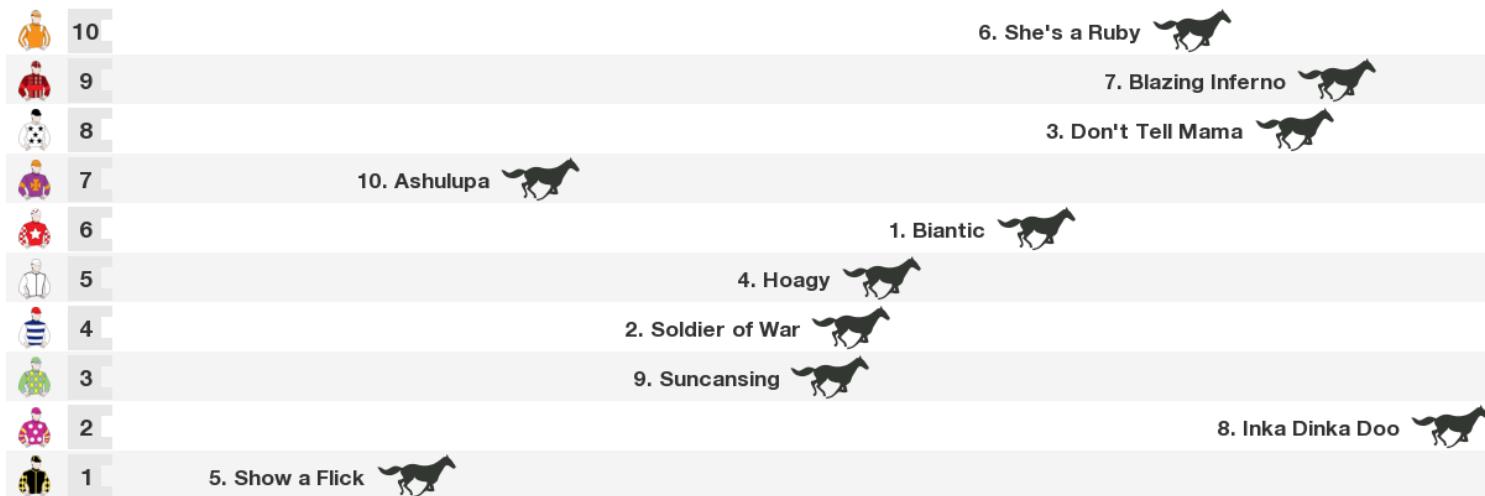 10 6. She's a Ruby
9 7. Blazing Inferno
8 3. Don't Tell Mama
7 10. Ashulupa
6 1. Biantic
5 4. Hoagy
4 2. Soldier of War
3 9. Suncansing
2 8. Inka Dinka Doo
1 5. Show a Flick